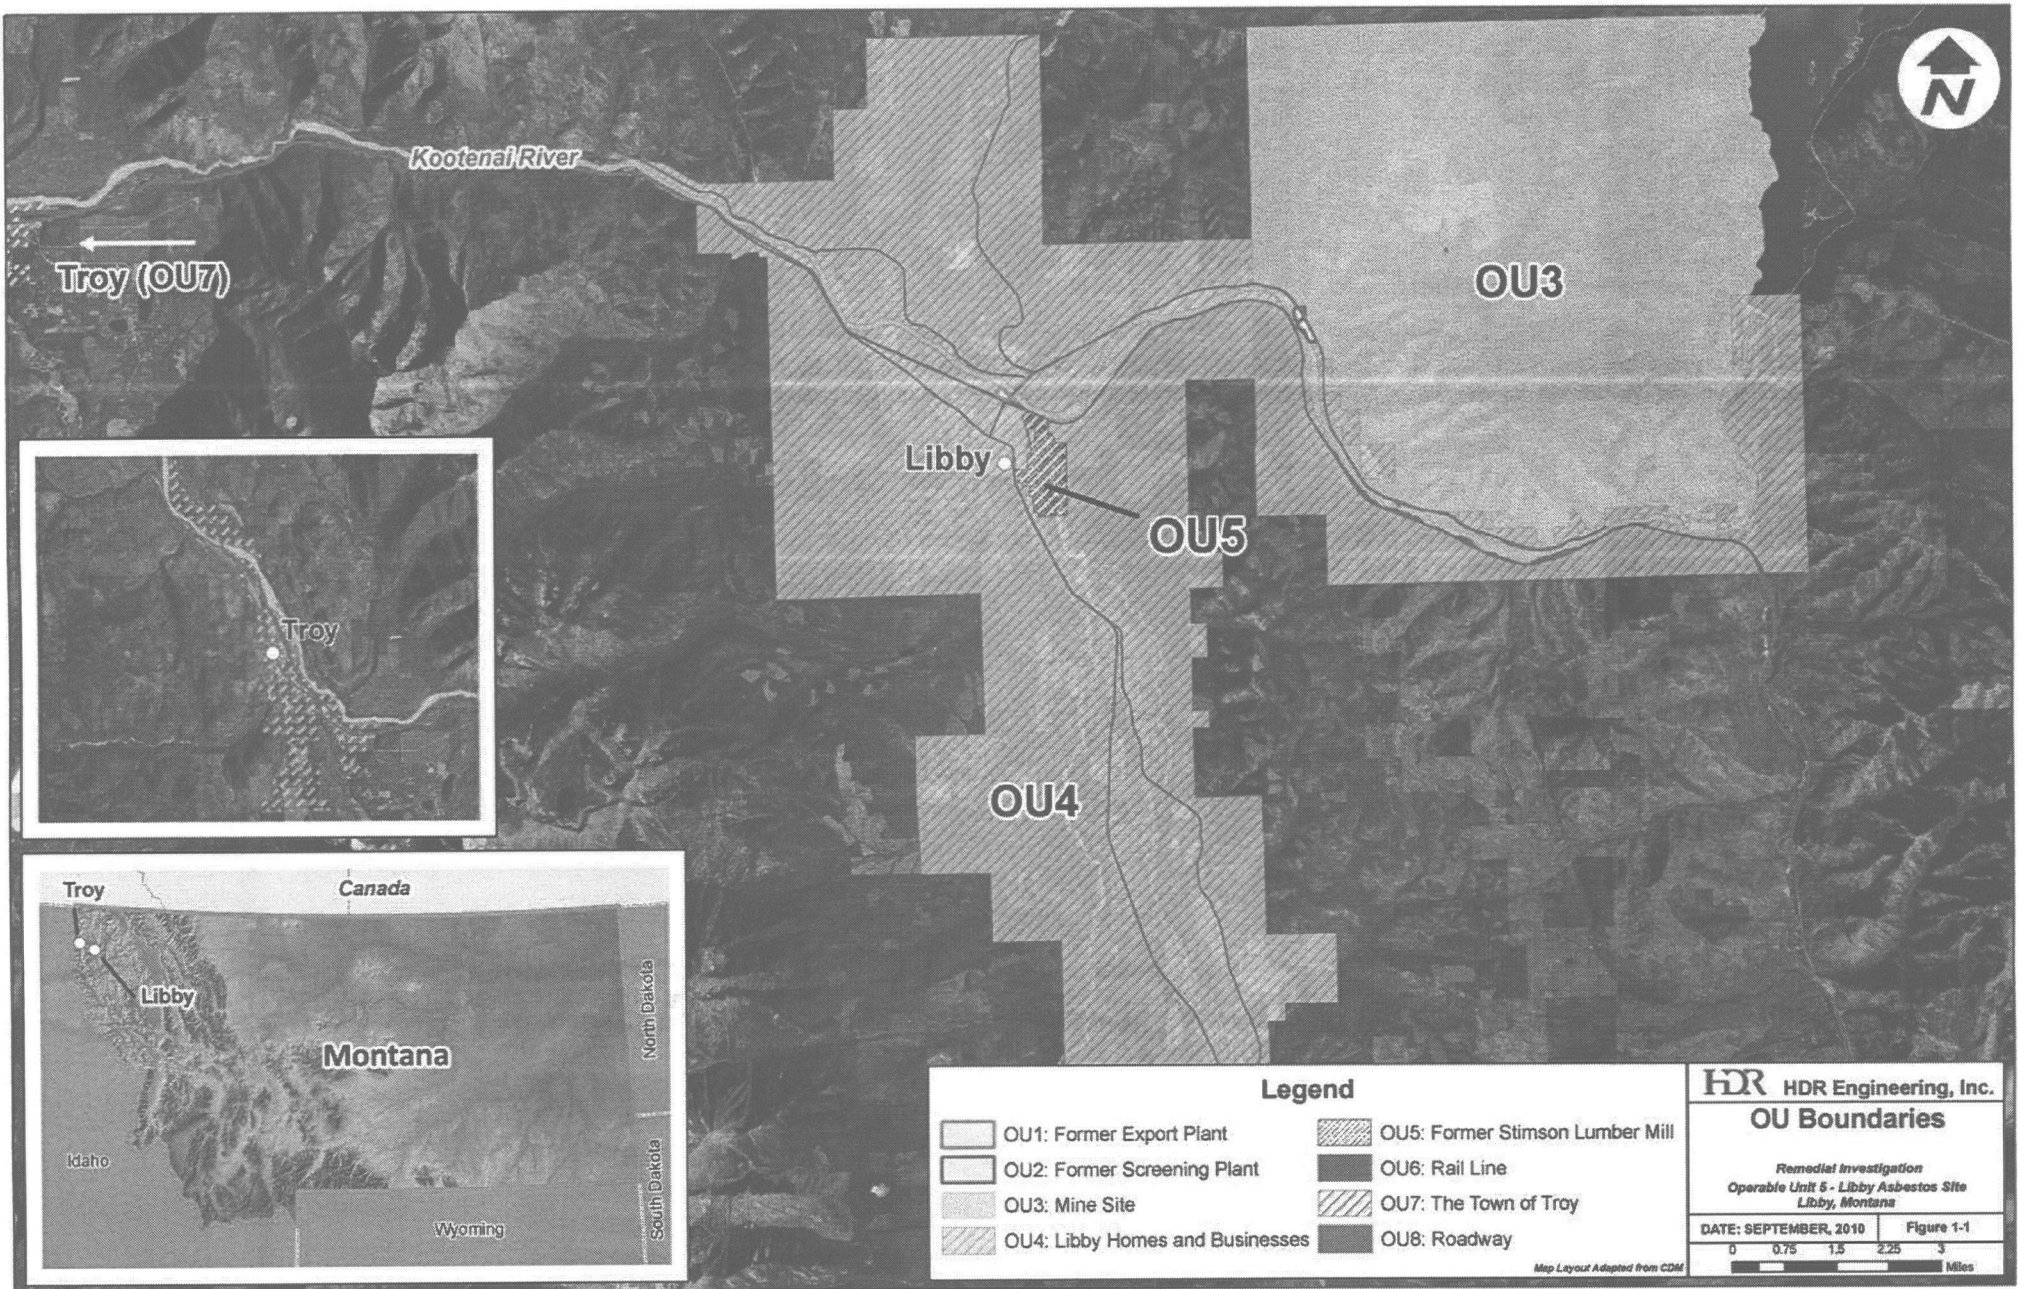 N
Kootenai River
Troy (OU7)
OU3
Libby
OU5
Troy
OU4
Troy
Canada
Libby
Montana
North Dakota
South Dakota
Idaho
Wyoming
Legend
OU1: Former Export Plant
OU2: Former Screening Plant
OU3: Mine Site
OU4: Libby Homes and Businesses
OU5: Former Stimson Lumber Mill
OU6: Rail Line
OU7: The Town of Troy
OU8: Roadway
Map Layout Adapted from CDM
HDR HDR Engineering, Inc.
OU Boundaries
Remedial Investigation
Operable Unit 5 - Libby Asbestos Site
Libby, Montana
DATE: SEPTEMBER, 2010 Figure 1-1
0 0.75 1.5 2.25 3
Miles